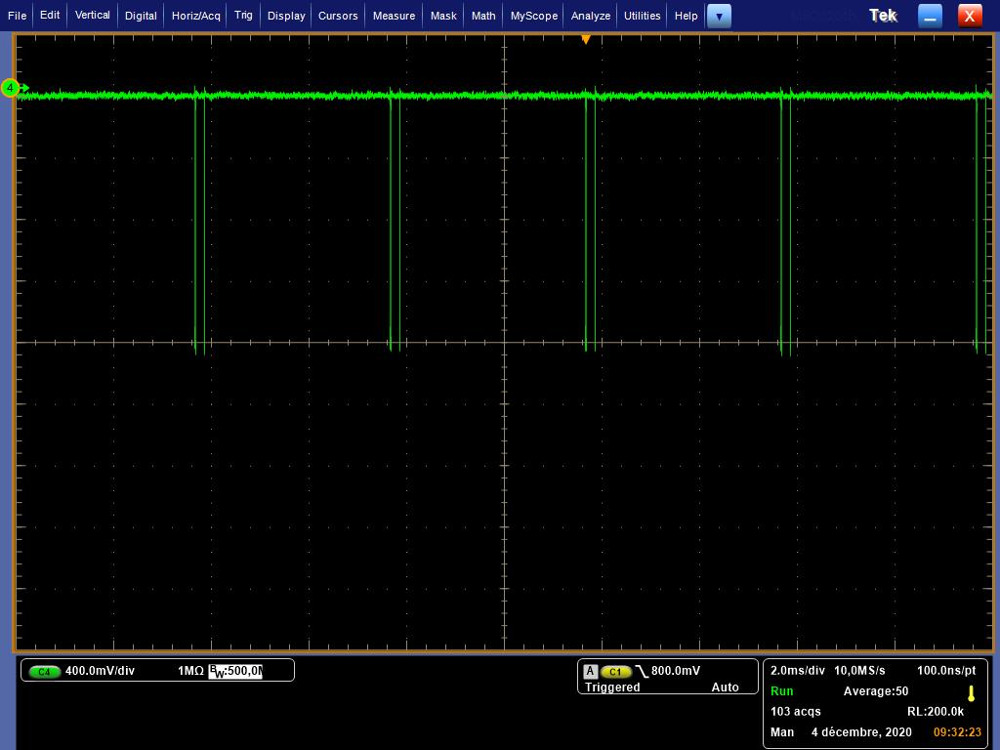 File Edit Vertical Digital Horiz/Acq Trig Display Cursors Measure Mask Math MyScope Analyze Utilities Help Tek X
4
C4 400.0mV/div 1MΩ BW:500,0
A C1 800.0mV
Triggered Auto
2.0ms/div 10,0MS/s 100.0ns/pt
Run Average:50
103 acqs RL:200.0k
Man 4 décembre, 2020 09:32:23